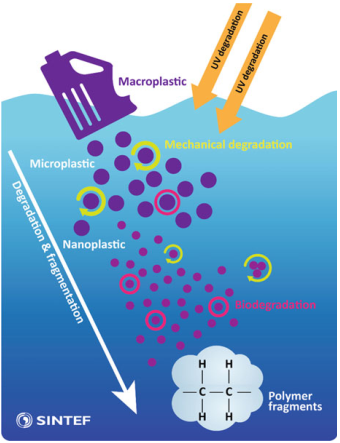 UV degradation
UV degradation
Macroplastic
Mechanical degradation
Microplastic
Degradation & fragmentation
Nanoplastic
Biodegradation
H H
C C
H H
Polymer
fragments
SINTEF